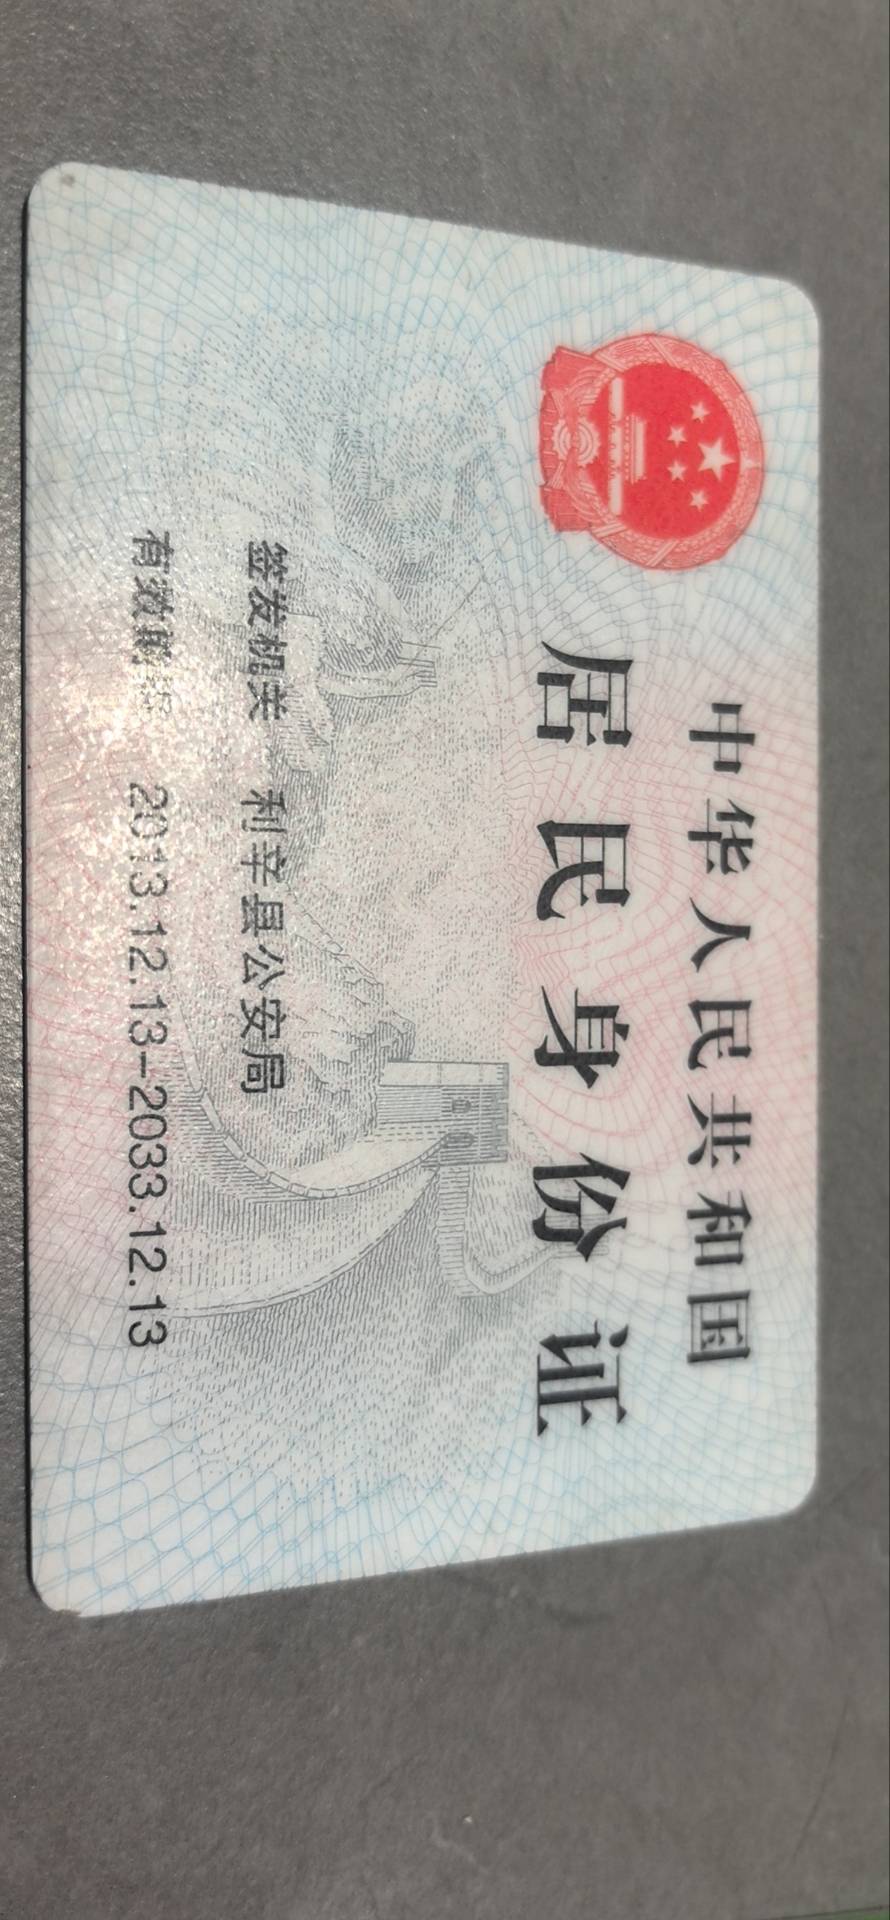 中华人民共和国
居民身份证
签发机关 利辛县公安局
有效期限 2013.12.13-2033.12.13